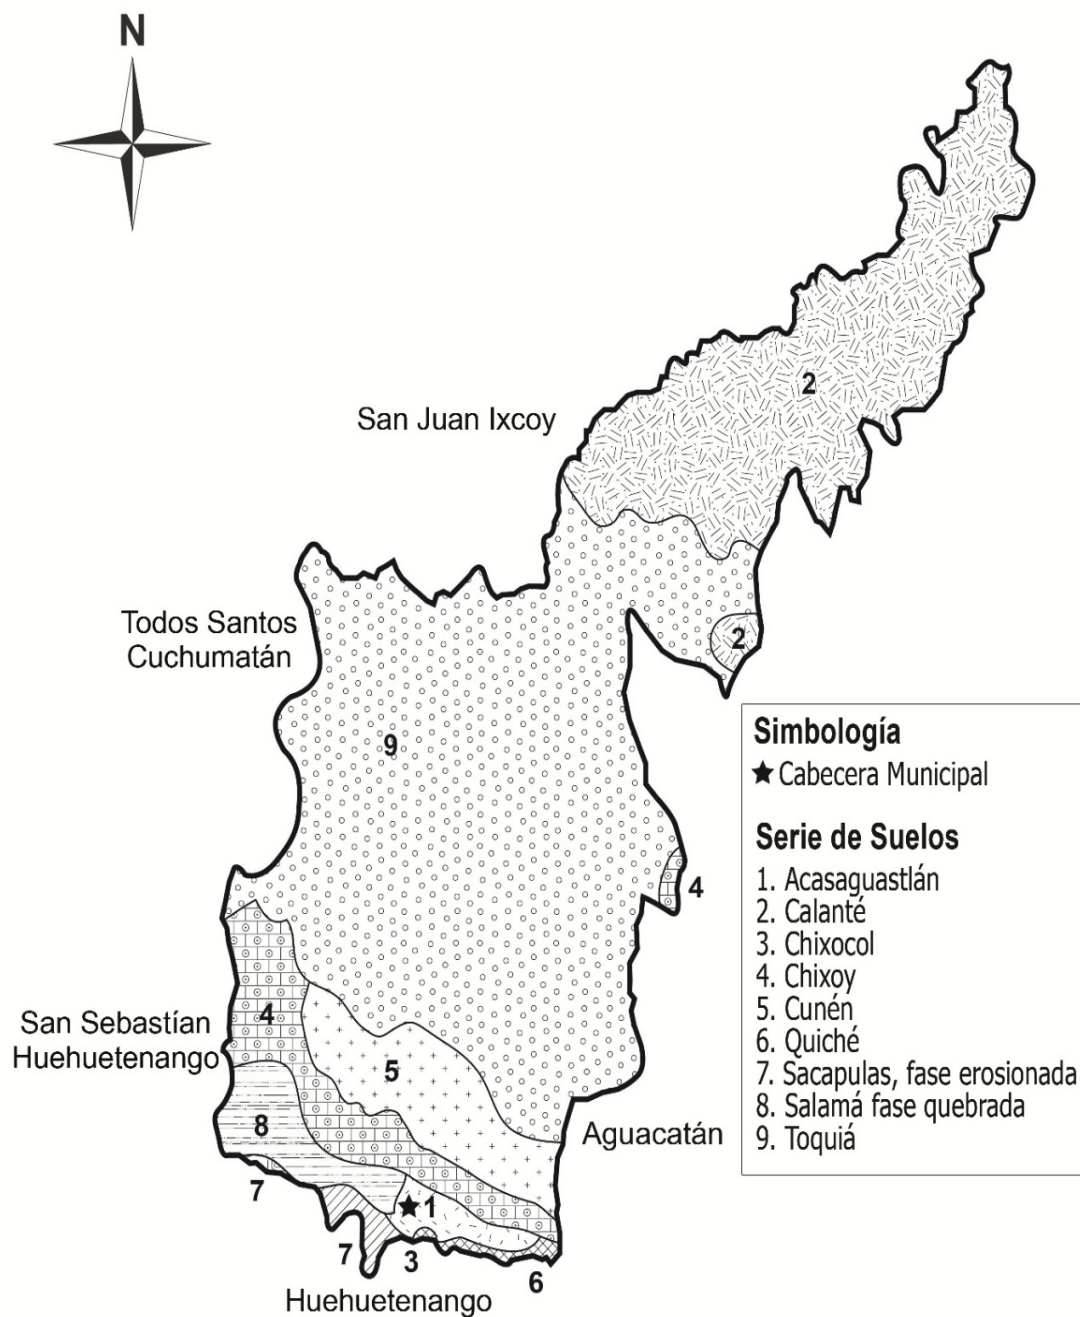 N
2
San Juan Ixcoy
Todos Santos
Cuchumatán
2
9
4
4
San Sebastían
Huehuetenango
5
8
Aguacatán
7
1
7
3
6
Huehuetenango
Simbología
Cabecera Municipal
Serie de Suelos
1. Acasaguastlán
2. Calanté
3. Chixocol
4. Chixoy
5. Cunén
6. Quiché
7. Sacapulas, fase erosionada
8. Salamá fase quebrada
9. Toquiá